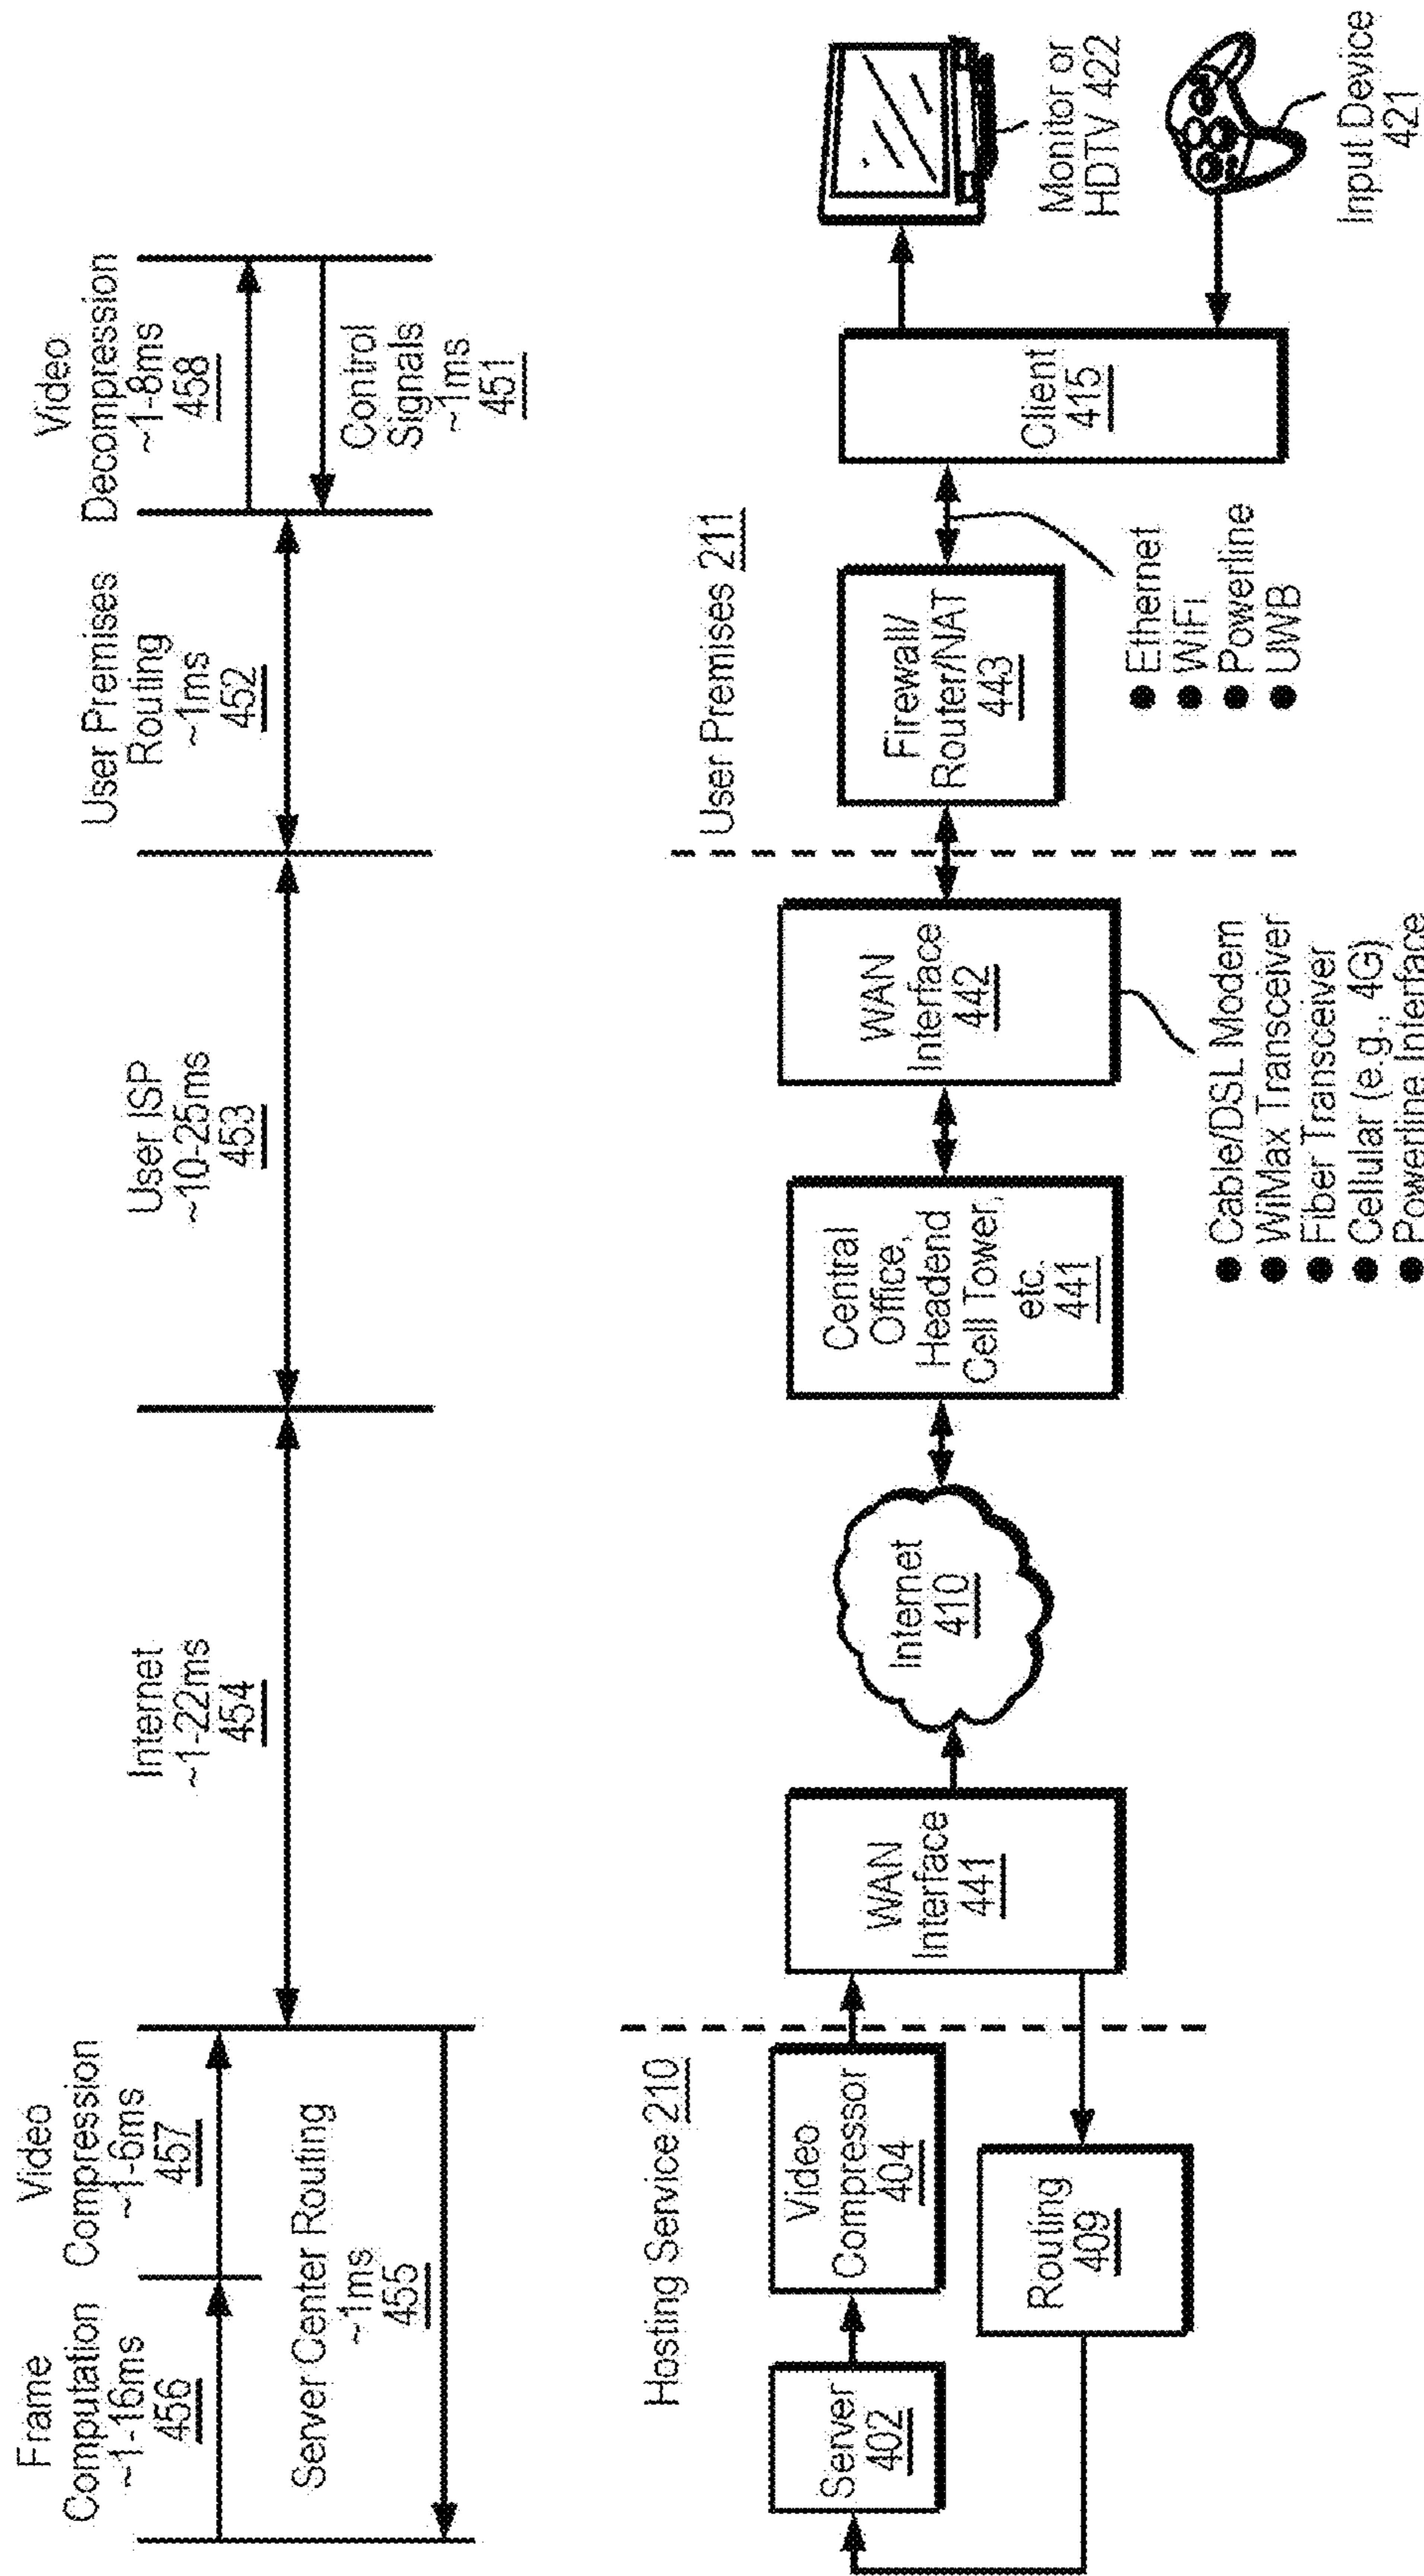 Frame
Computation
~1-16ms
456
Video
Compression
~1-6ms
457
Server Center Routing
~1ms
455
Internet
~1-22ms
454
User ISP
~10-25ms
453
User Premises
Routing
~1ms
452
Video
Decompression
~1-8ms
458
Control
Signals
~1ms
451
Hosting Service 210
Server
402
Video
Compressor
404
Routing
409
WAN
Interface
441
Internet
410
Central
Office,
Headend
Cell Tower,
etc.
441
WAN
Interface
442
● Cable/DSL Modem
● WiMax Transceiver
● Fiber Transceiver
● Cellular (e.g., 4G)
● Powerline Interface
User Premises 211
Firewall/
Router/NAT
443
● Ethernet
● WiFi
● Powerline
● UWB
Client
415
Monitor or
HDTV 422
Input Device
421